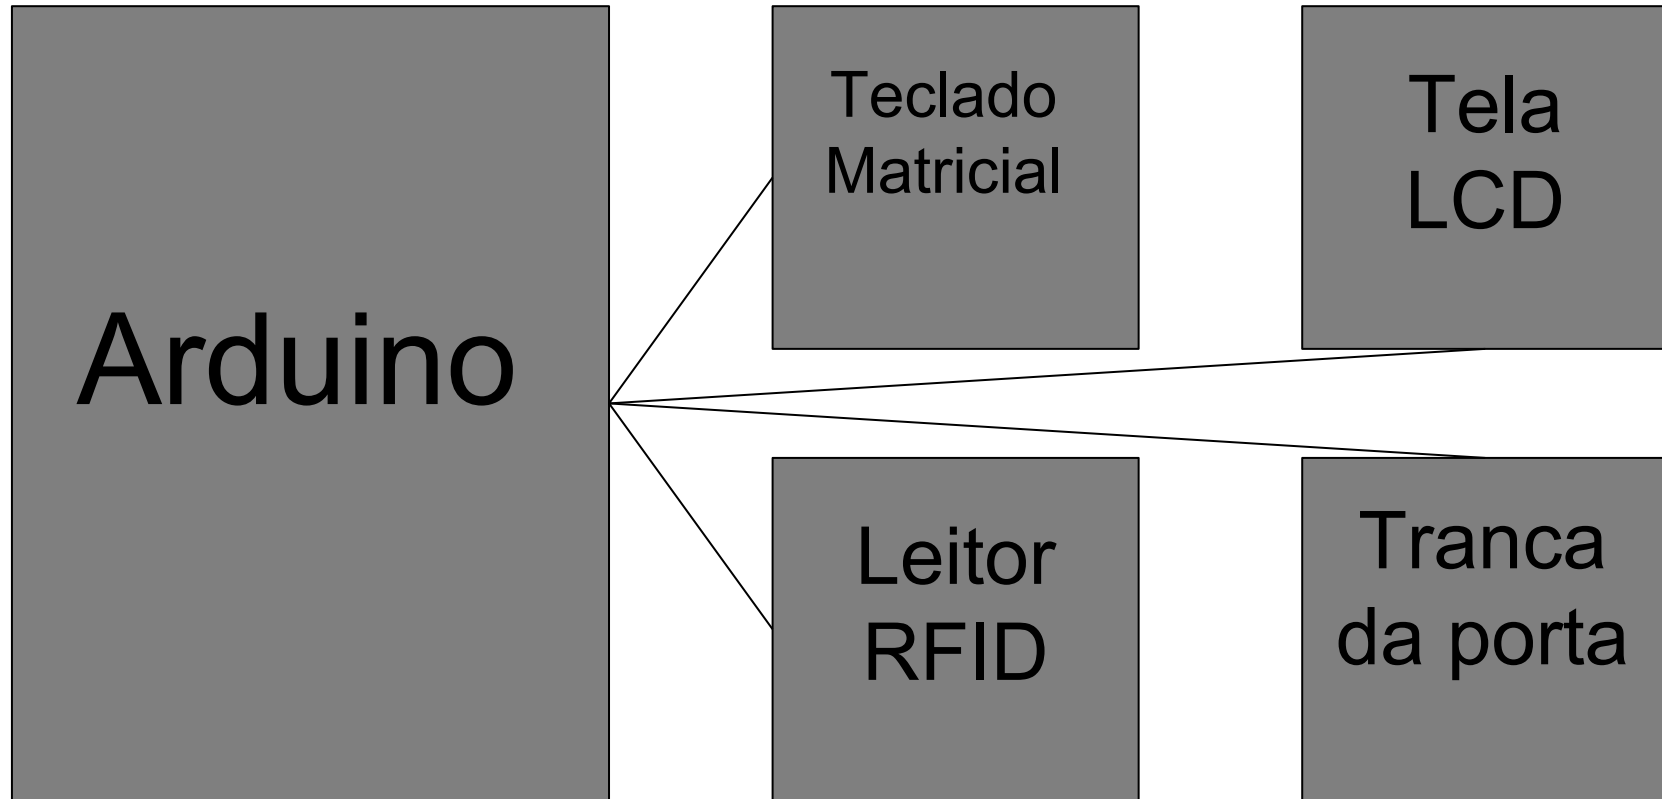 Arduino
Teclado
Matricial
Tela
LCD
Leitor
RFID
Tranca
da porta